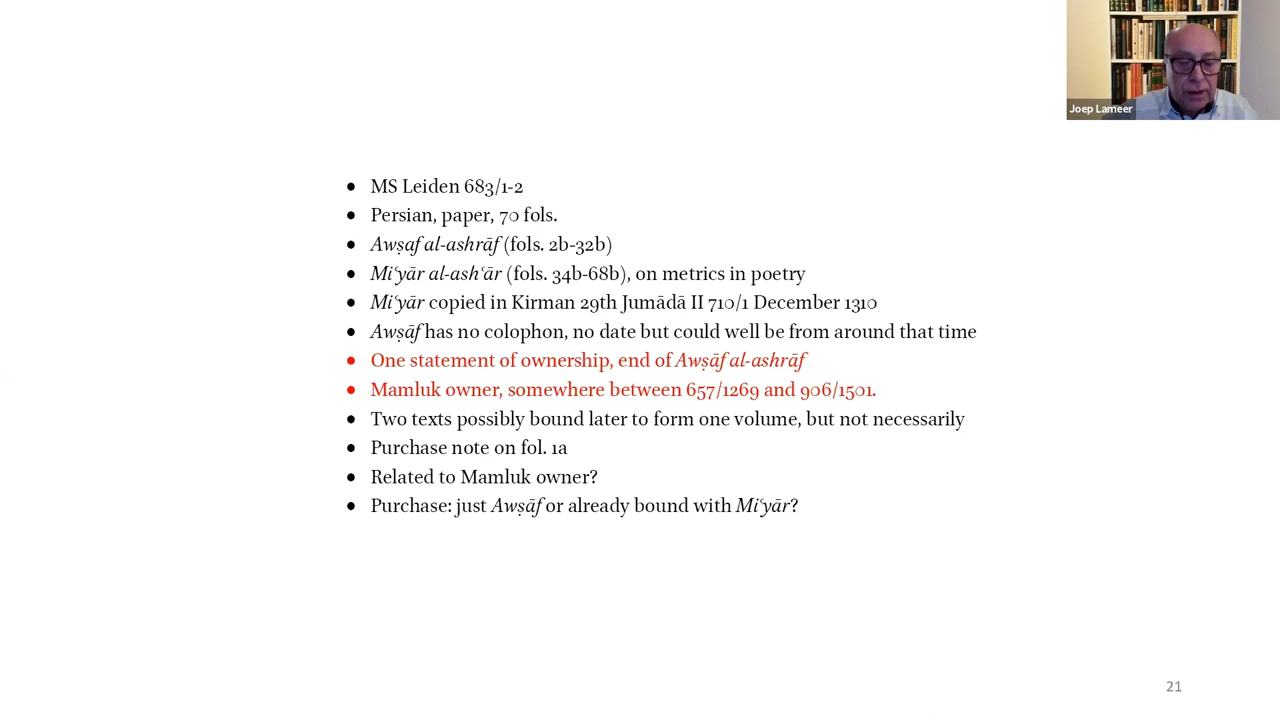 Joep Lameer
• MS Leiden 683/1-2
• Persian, paper, 70 fols.
• Awṣaf al-ashrāf (fols. 2b-32b)
• Miʿyār al-ashʿār (fols. 34b-68b), on metrics in poetry
• Miʿyār copied in Kirman 29th Jumādā II 710/1 December 1310
• Awṣāf has no colophon, no date but could well be from around that time
• One statement of ownership, end of Awṣāf al-ashrāf
• Mamluk owner, somewhere between 657/1269 and 906/1501.
• Two texts possibly bound later to form one volume, but not necessarily
• Purchase note on fol. 1a
• Related to Mamluk owner?
• Purchase: just Awṣāf or already bound with Miʿyār?
21